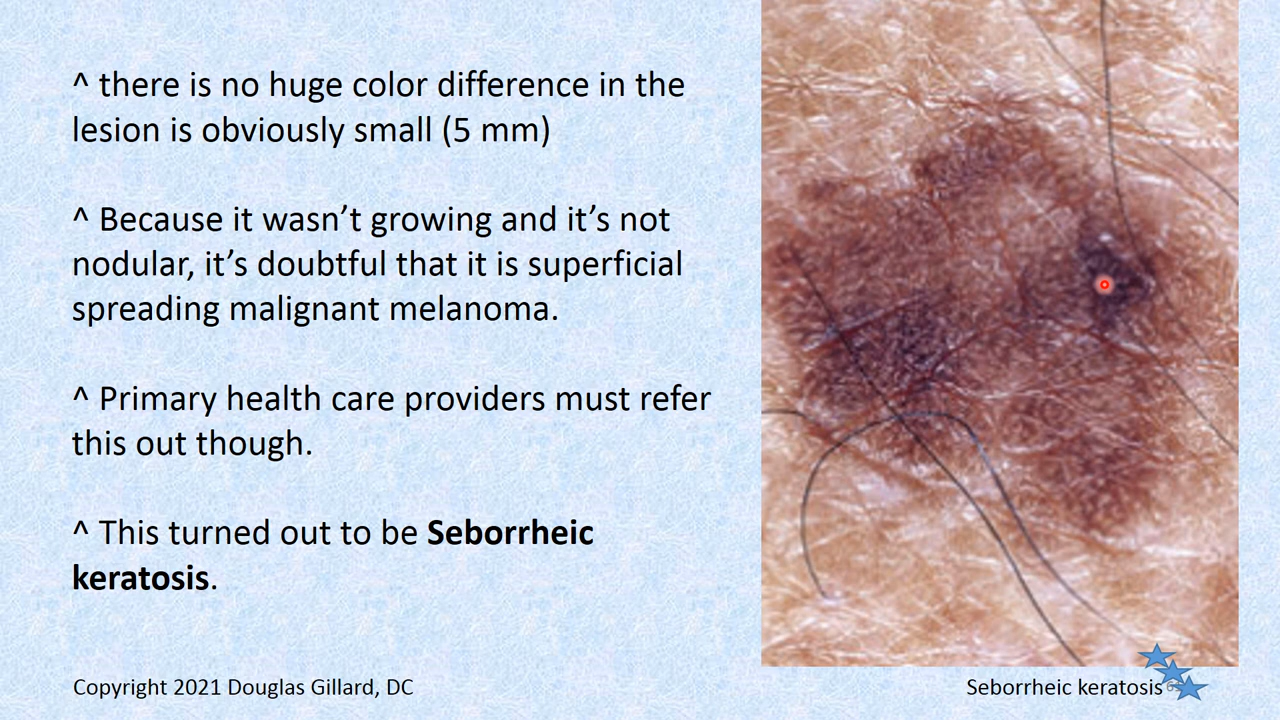 ^ there is no huge color difference in the
lesion is obviously small (5 mm)
^ Because it wasn’t growing and it’s not
nodular, it’s doubtful that it is superficial
spreading malignant melanoma.
^ Primary health care providers must refer
this out though.
^ This turned out to be Seborrheic
keratosis.
Copyright 2021 Douglas Gillard, DC
Seborrheic keratosis